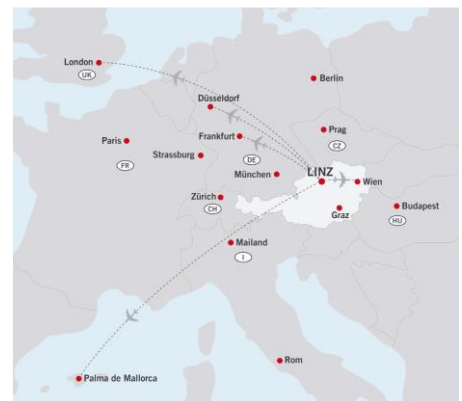 London
UK
Berlin
Düsseldorf
Prag
CZ
Frankfurt
Paris
FR
Strassburg
DE
LINZ
München
Wien
Zürich
CH
Graz
Budapest
HU
Mailand
I
Rom
Palma de Mallorca